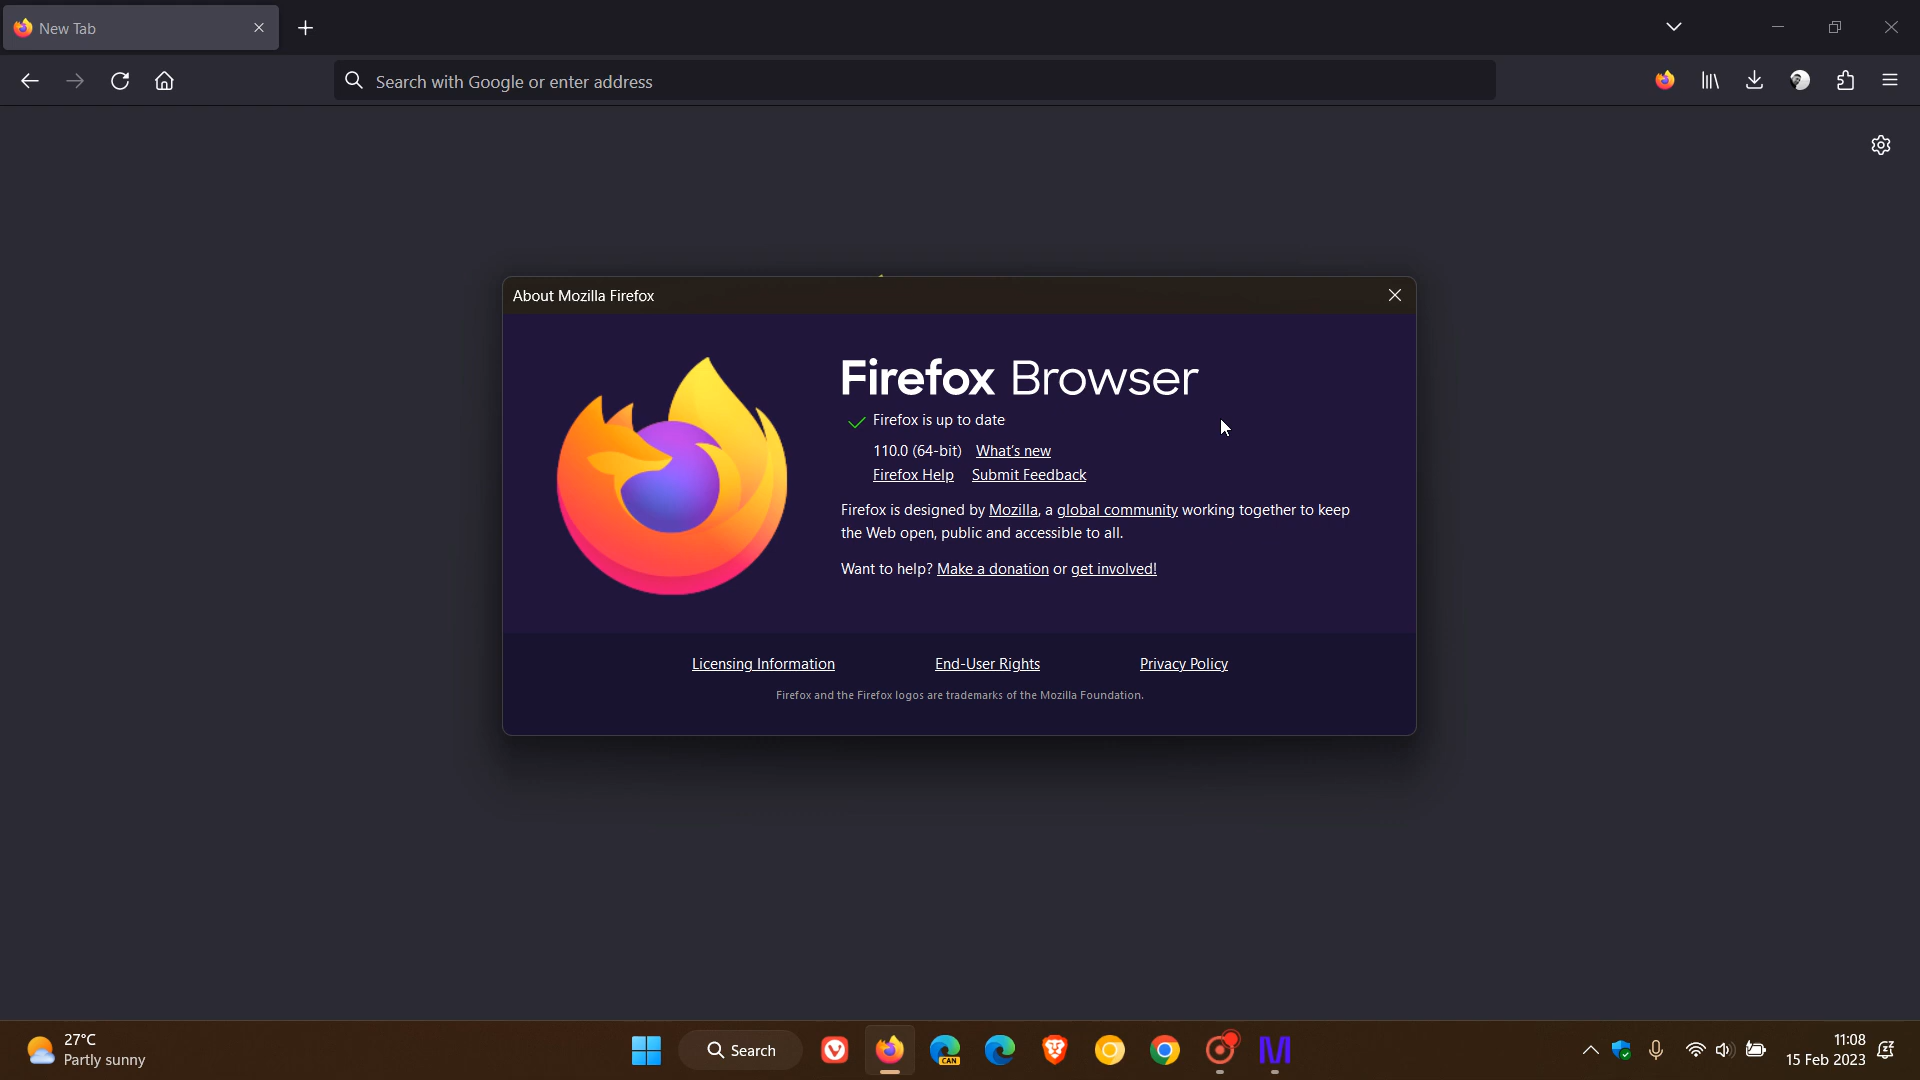 New Tab
Search with Google or enter address
About Mozilla Firefox
Firefox Browser
Firefox is up to date
110.0 (64-bit) What's new
Firefox Help Submit Feedback
Firefox is designed by Mozilla, a global community working together to keep
the Web open, public and accessible to all.
Want to help? Make a donation or get involved!
Licensing Information End-User Rights Privacy Policy
Firefox and the Firefox logos are trademarks of the Mozilla Foundation.
27°C
Partly sunny
Search
CAN
11:08
15 Feb 2023